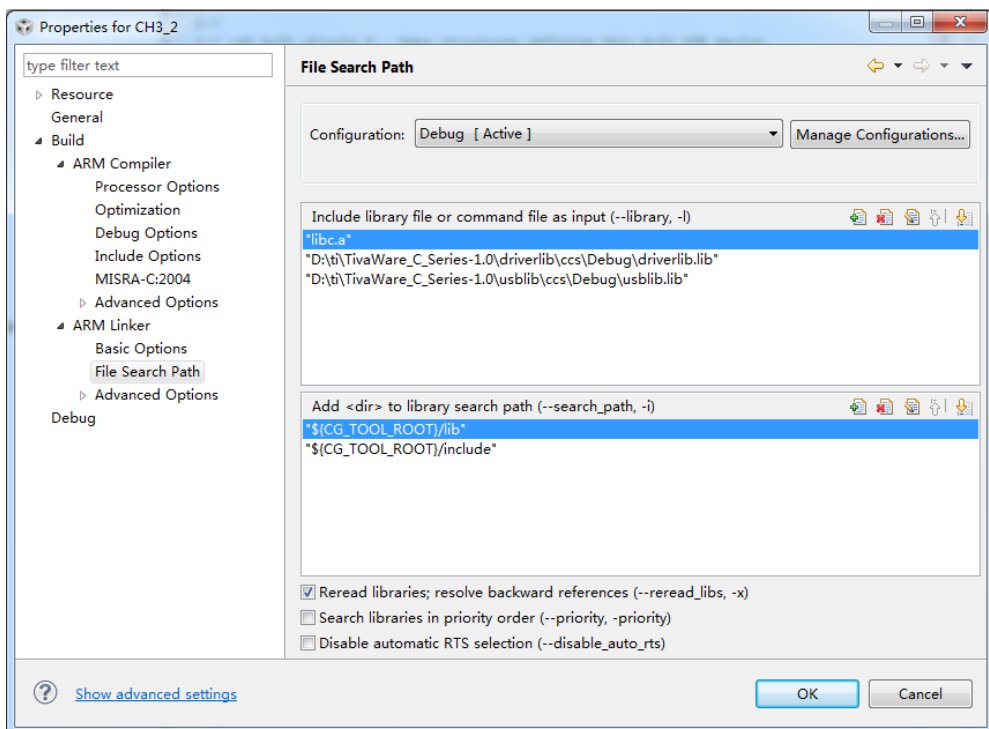 Properties for CH3_2
type filter text
File Search Path
Resource
General
Build
ARM Compiler
Processor Options
Optimization
Debug Options
Include Options
MISRA-C:2004
Advanced Options
ARM Linker
Basic Options
File Search Path
Advanced Options
Debug
Configuration:
Debug [ Active ]
Manage Configurations...
Include library file or command file as input (--library, -l)
"libc.a"
"D:\ti\TivaWare_C_Series-1.0\driverlib\ccs\Debug\driverlib.lib"
"D:\ti\TivaWare_C_Series-1.0\usblib\ccs\Debug\usblib.lib"
Add <dir> to library search path (--search_path, -i)
"${CG_TOOL_ROOT}/lib"
"${CG_TOOL_ROOT}/include"
Reread libraries; resolve backward references (--reread_libs, -x)
Search libraries in priority order (--priority, -priority)
Disable automatic RTS selection (--disable_auto_rts)
Show advanced settings
OK
Cancel